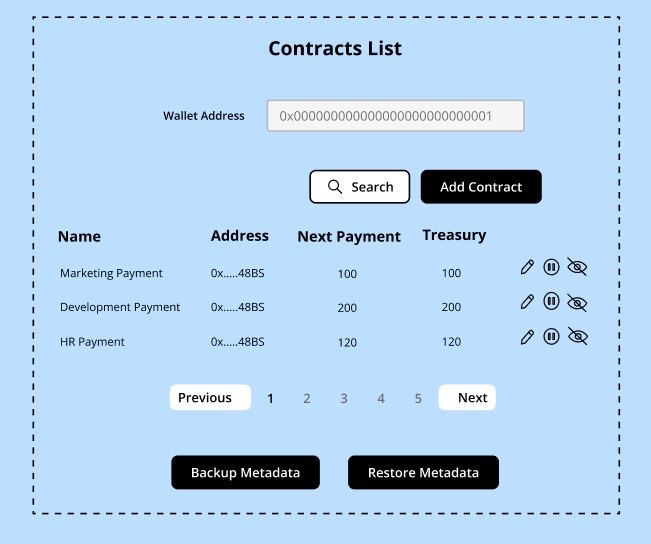 Contracts List
Wallet Address 0x000000000000000000000000001
Search Add Contract
Name Address Next Payment Treasury
Marketing Payment 0x.....48BS 100 100
Development Payment 0x.....48BS 200 200
HR Payment 0x.....48BS 120 120
Previous 1 2 3 4 5 Next
Backup Metadata Restore Metadata